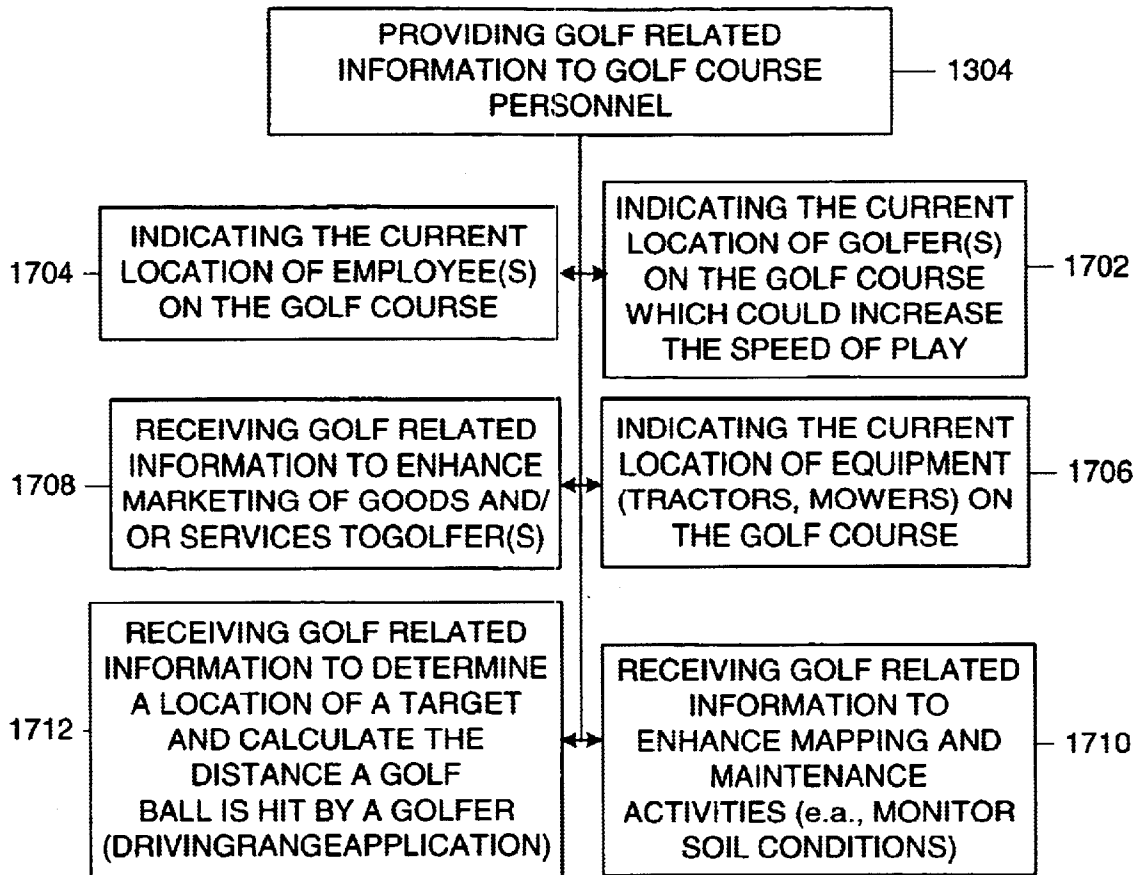 PROVIDING GOLF RELATED
INFORMATION TO GOLF COURSE
PERSONNEL
1304
INDICATING THE CURRENT
LOCATION OF EMPLOYEE(S)
ON THE GOLF COURSE
1704
INDICATING THE CURRENT
LOCATION OF GOLFER(S)
ON THE GOLF COURSE
WHICH COULD INCREASE
THE SPEED OF PLAY
1702
RECEIVING GOLF RELATED
INFORMATION TO ENHANCE
MARKETING OF GOODS AND/
OR SERVICES TOGOLFER(S)
1708
INDICATING THE CURRENT
LOCATION OF EQUIPMENT
(TRACTORS, MOWERS) ON
THE GOLF COURSE
1706
RECEIVING GOLF RELATED
INFORMATION TO DETERMINE
A LOCATION OF A TARGET
AND CALCULATE THE
DISTANCE A GOLF
BALL IS HIT BY A GOLFER
(DRIVINGRANGEAPPLICATION)
1712
RECEIVING GOLF RELATED
INFORMATION TO
ENHANCE MAPPING AND
MAINTENANCE
ACTIVITIES (e.a., MONITOR
SOIL CONDITIONS)
1710